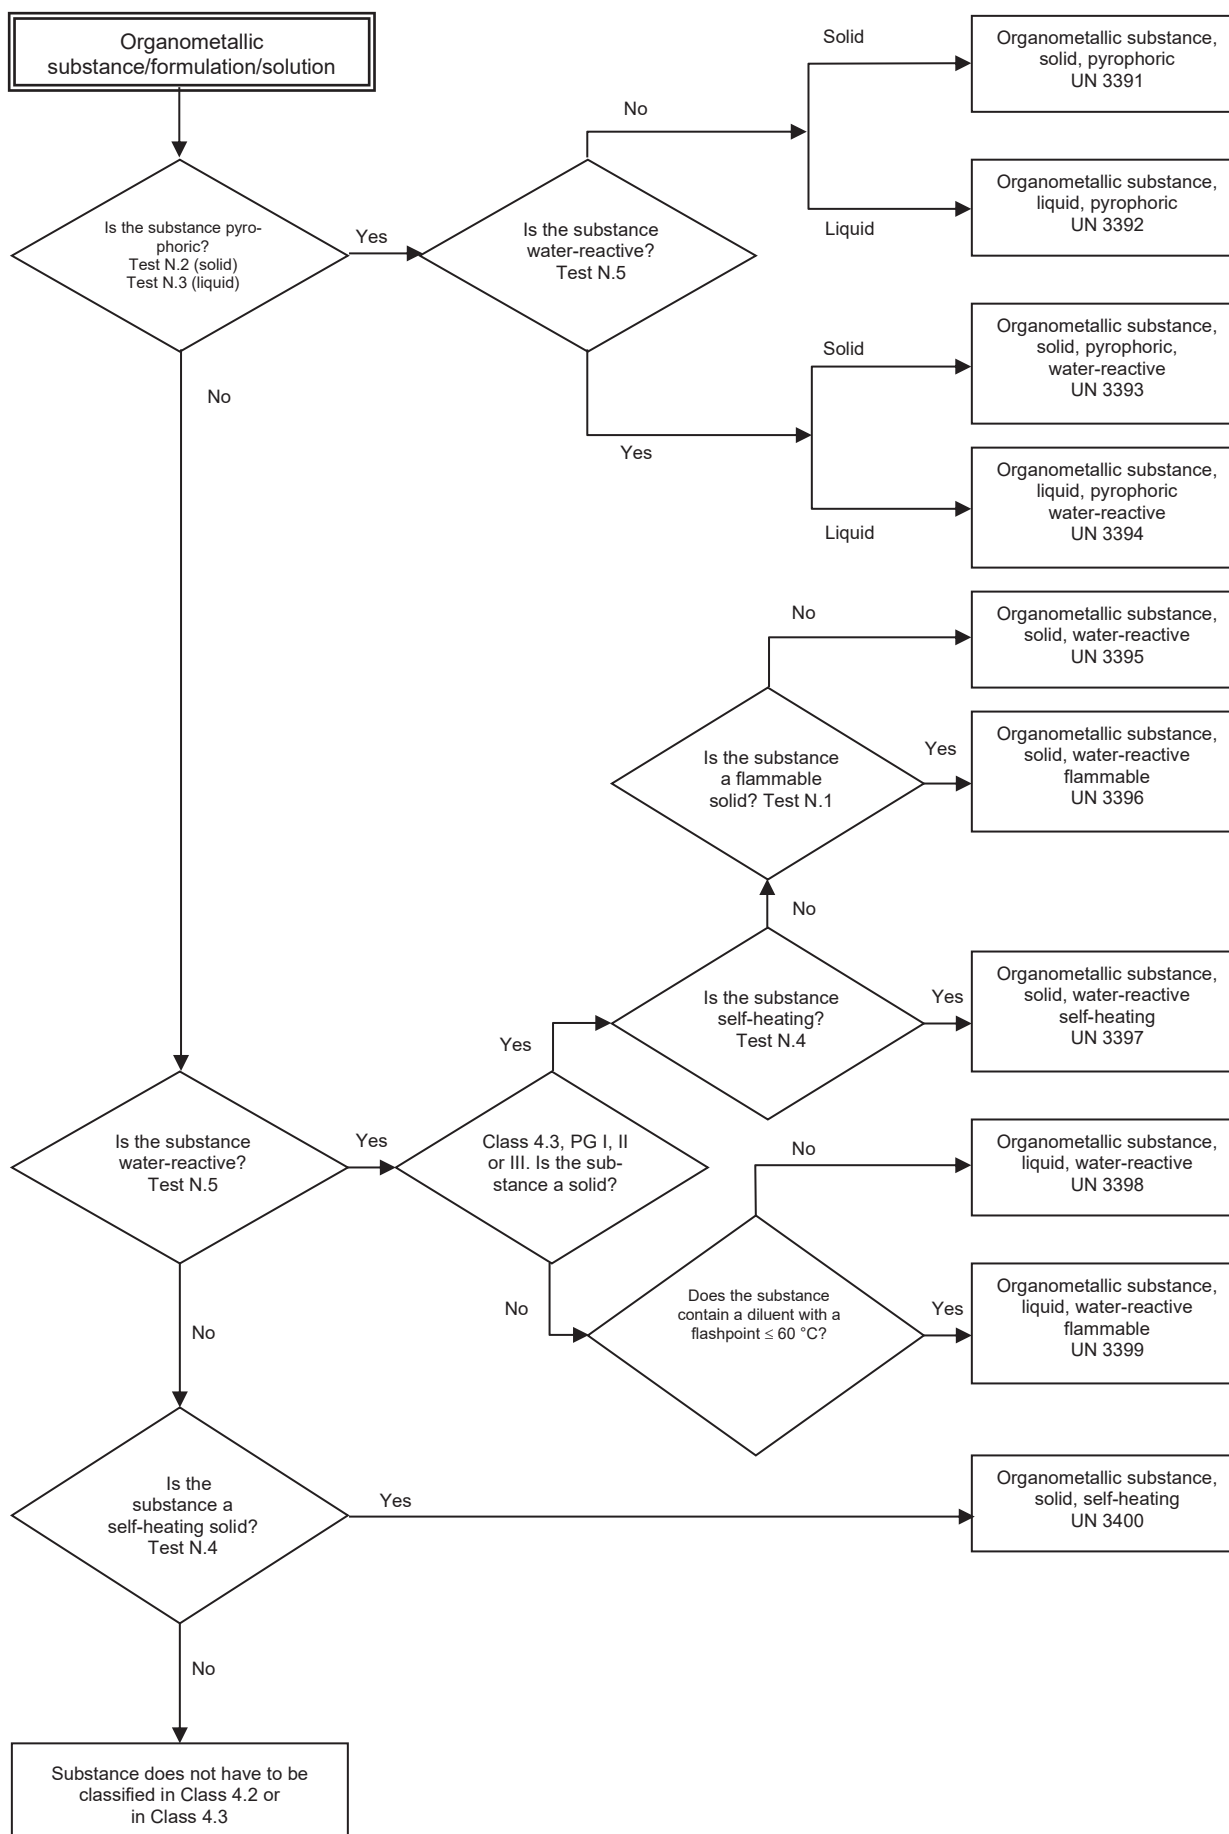 Organometallic
substance/formulation/solution
Solid
Organometallic substance,
solid, pyrophoric
UN 3391
No
Organometallic substance,
liquid, pyrophoric
UN 3392
Liquid
Is the substance pyro-
phoric?
Test N.2 (solid)
Test N.3 (liquid)
Yes
Is the substance
water-reactive?
Test N.5
Solid
Organometallic substance,
solid, pyrophoric,
water-reactive
UN 3393
No
Yes
Organometallic substance,
liquid, pyrophoric
water-reactive
UN 3394
Liquid
No
Organometallic substance,
solid, water-reactive
UN 3395
Is the substance
a flammable
solid? Test N.1
Yes
Organometallic substance,
solid, water-reactive
flammable
UN 3396
No
Is the substance
self-heating?
Test N.4
Yes
Organometallic substance,
solid, water-reactive
self-heating
UN 3397
Yes
Is the substance
water-reactive?
Test N.5
Yes
Class 4.3, PG I, II
or III. Is the sub-
stance a solid?
No
Organometallic substance,
liquid, water-reactive
UN 3398
No
Does the substance
contain a diluent with a
flashpoint ≤ 60 °C?
Yes
Organometallic substance,
liquid, water-reactive
flammable
UN 3399
No
Is the
substance a
self-heating solid?
Test N.4
Yes
Organometallic substance,
solid, self-heating
UN 3400
No
Substance does not have to be
classified in Class 4.2 or
in Class 4.3